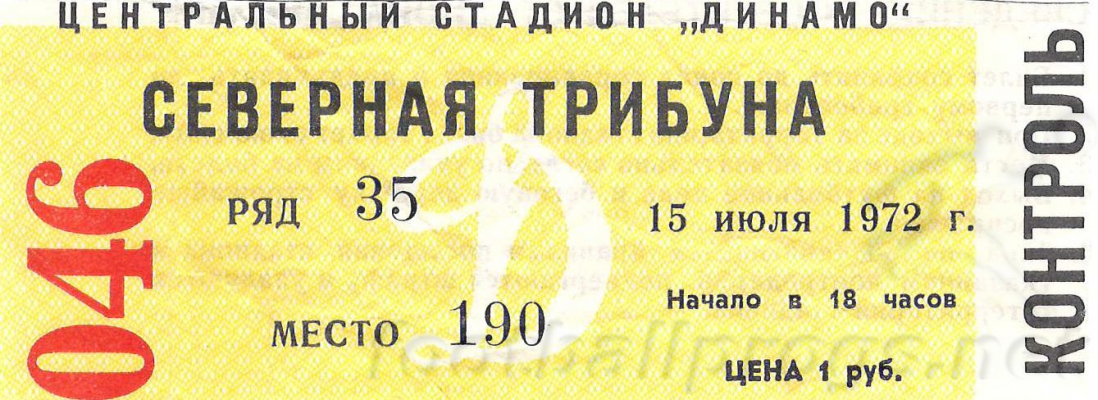 ЦЕНТРАЛЬНЫЙ СТАДИОН „ДИНАМО“
СЕВЕРНАЯ ТРИБУНА
046
РЯД 35
15 июля 1972 г.
МЕСТО 190
Начало в 18 часов
ЦЕНА 1 руб.
КОНТРОЛЬ
Д